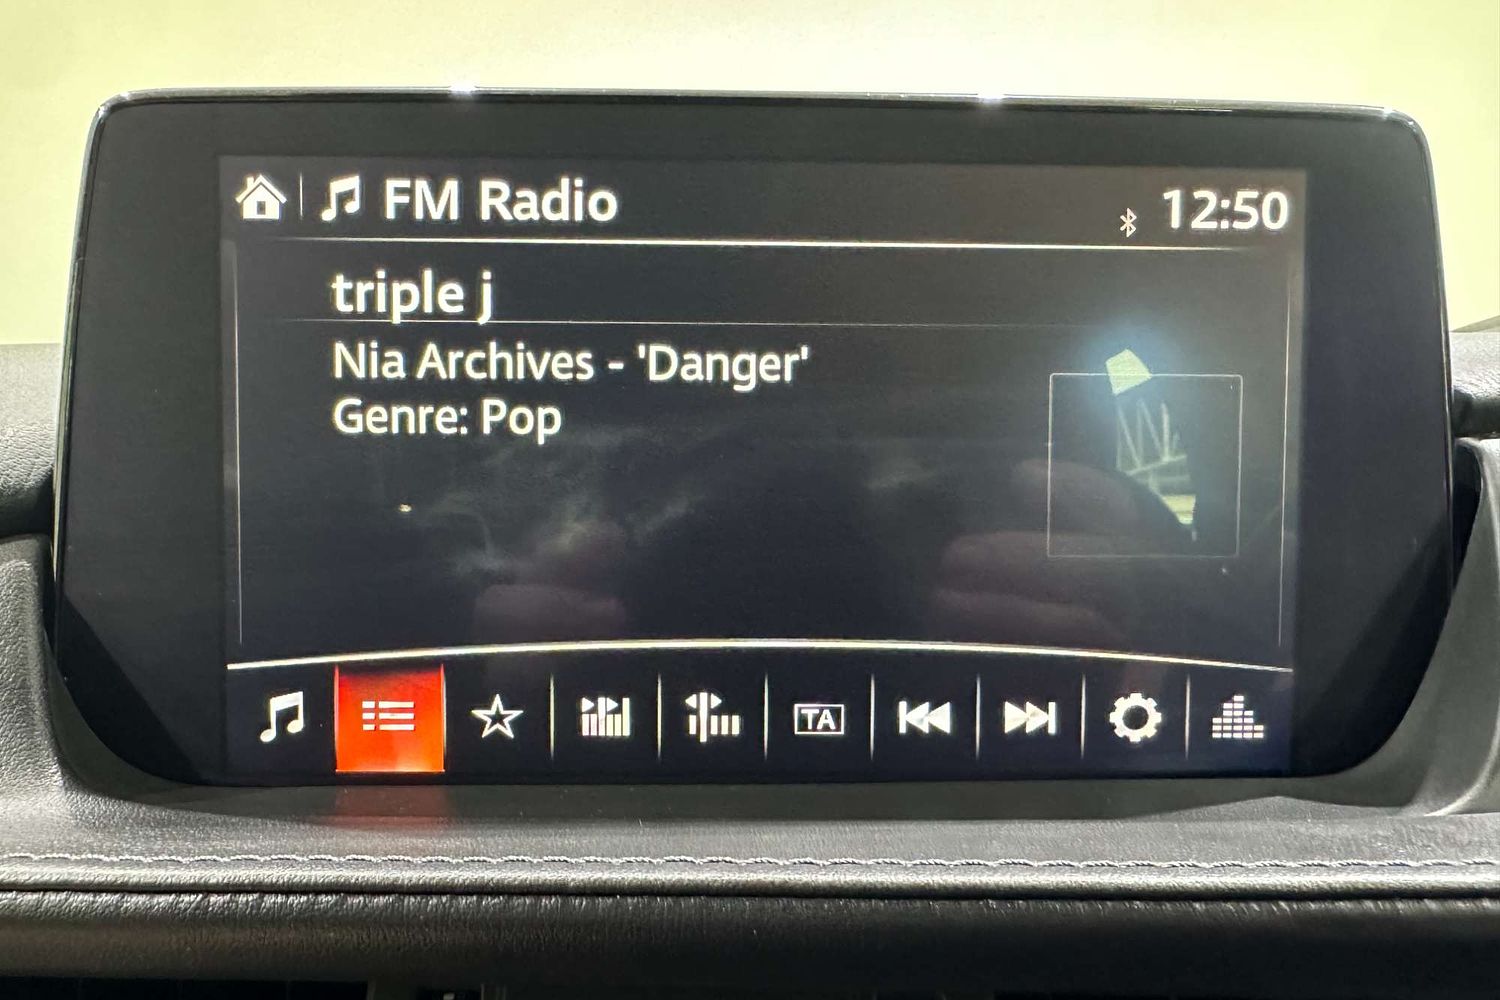 FM Radio
12:50
triple j
Nia Archives - 'Danger'
Genre: Pop
TA